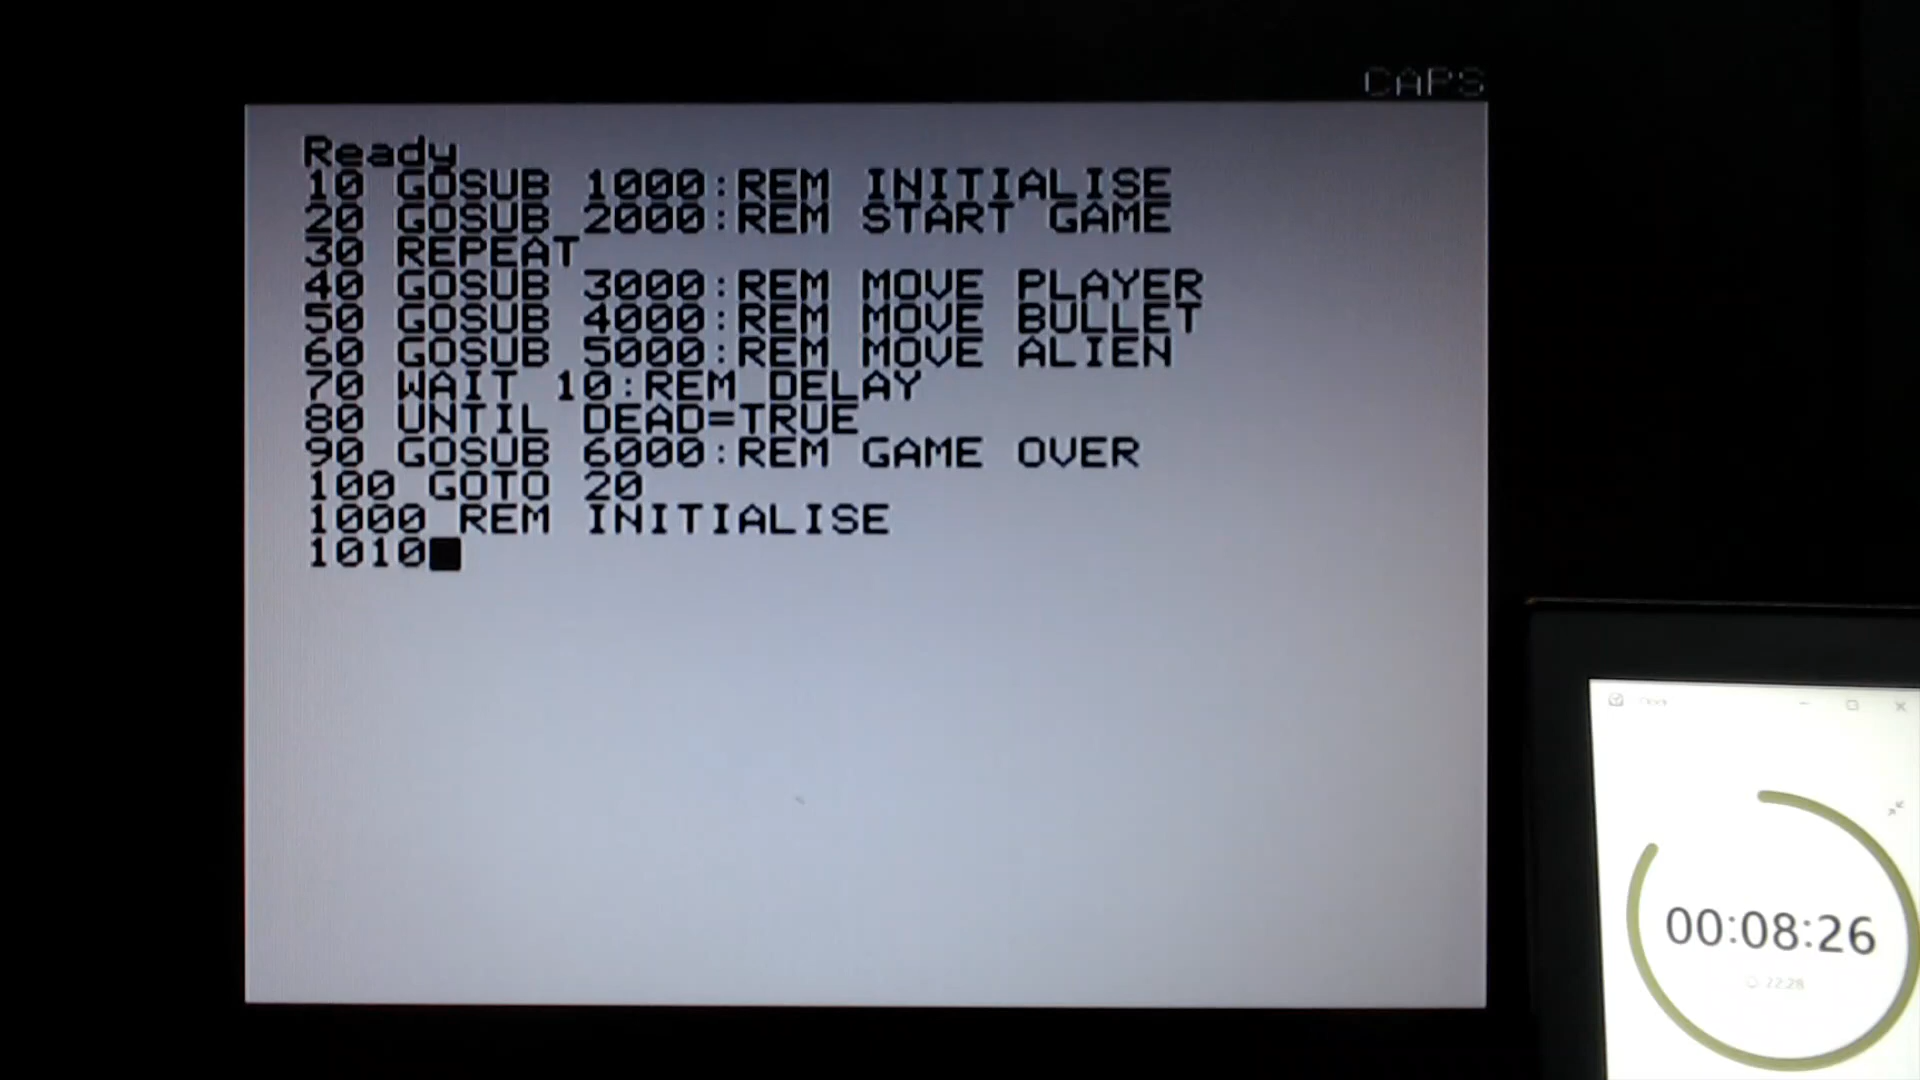 CAPS
Ready
10 GOSUB 1000:REM INITIALISE
20 GOSUB 2000:REM START GAME
30 REPEAT
40 GOSUB 3000:REM MOVE PLAYER
50 GOSUB 4000:REM MOVE BULLET
60 GOSUB 5000:REM MOVE ALIEN
70 WAIT 10:REM DELAY
80 UNTIL DEAD=TRUE
90 GOSUB 6000:REM GAME OVER
100 GOTO 20
1000 REM INITIALISE
1010
Clock
00:08:26
22:28